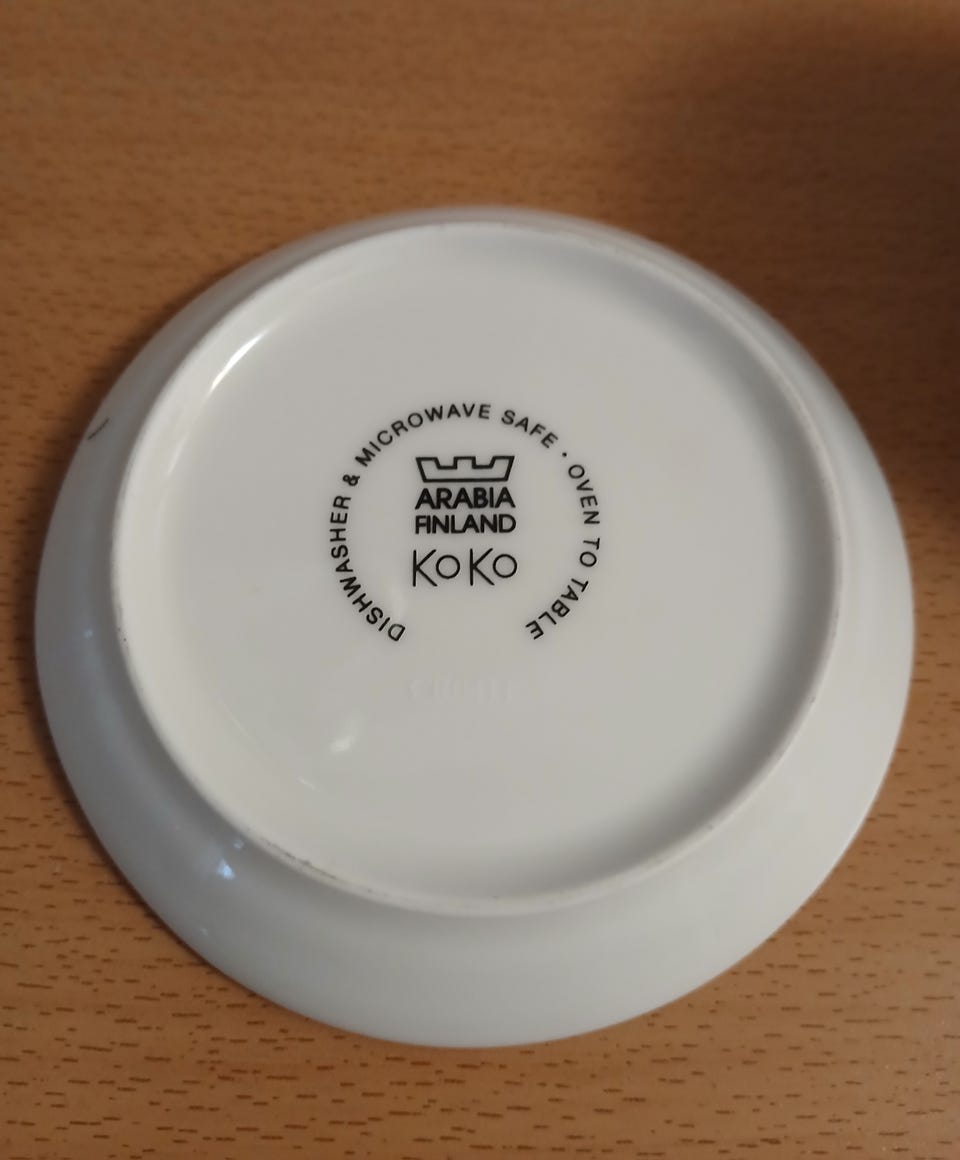 DISHWASHER & MICROWAVE SAFE · OVEN TO TABLE
ARABIA
FINLAND
KoKo